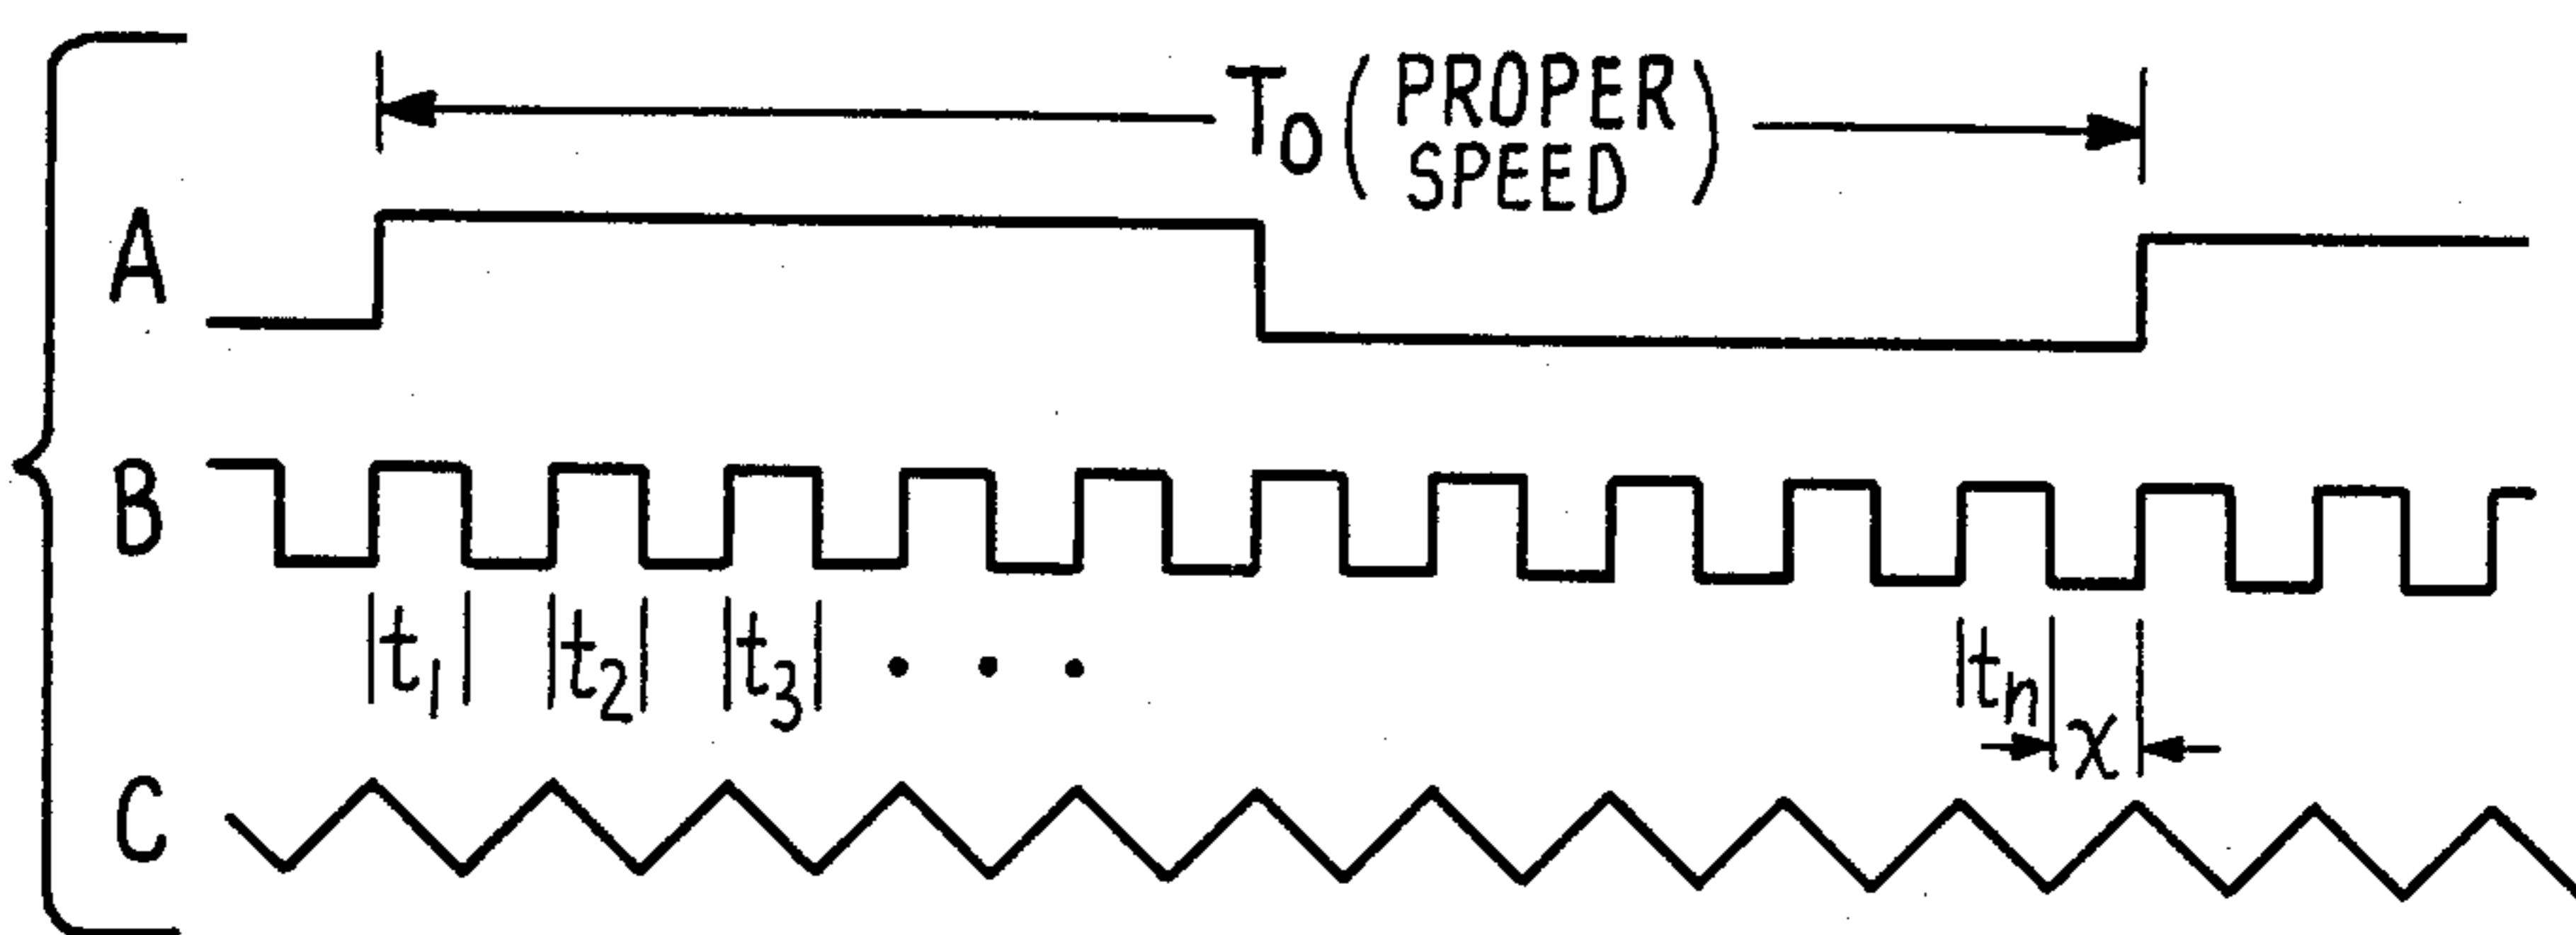 T0 ( PROPER
SPEED )
A
B
t1 t2 t3 • • • tn x
C